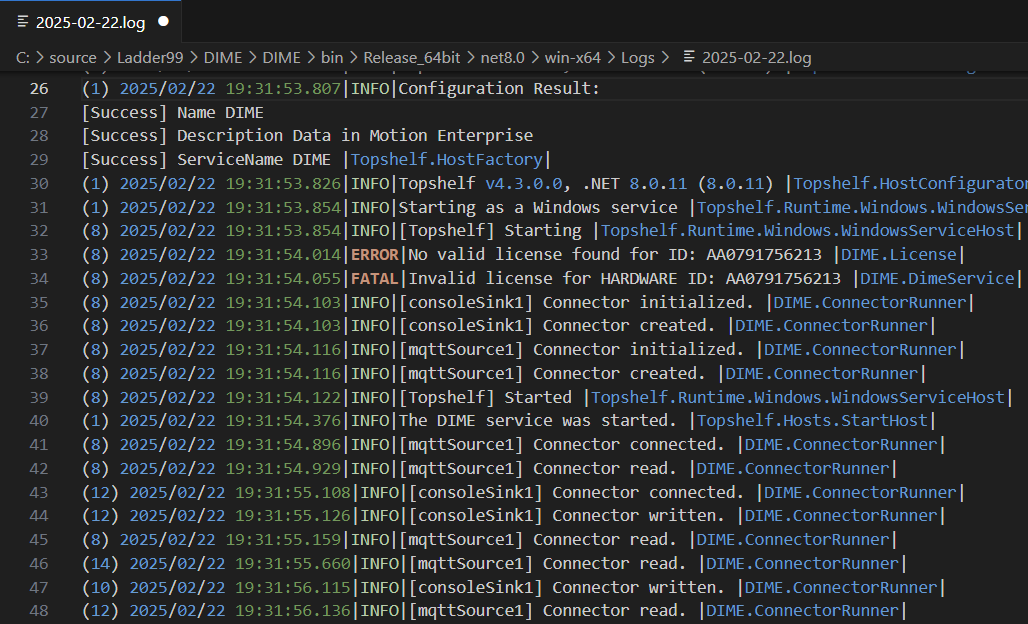 2025-02-22.log
C: > source > Ladder99 > DIME > DIME > bin > Release_64bit > net8.0 > win-x64 > Logs > 2025-02-22.log
26 (1) 2025/02/22 19:31:53.807|INFO|Configuration Result:
27 [Success] Name DIME
28 [Success] Description Data in Motion Enterprise
29 [Success] ServiceName DIME |Topshelf.HostFactory|
30 (1) 2025/02/22 19:31:53.826|INFO|Topshelf v4.3.0.0, .NET 8.0.11 (8.0.11) |Topshelf.HostConfigurator
31 (1) 2025/02/22 19:31:53.854|INFO|Starting as a Windows service |Topshelf.Runtime.Windows.WindowsSer
32 (8) 2025/02/22 19:31:53.854|INFO|[Topshelf] Starting |Topshelf.Runtime.Windows.WindowsServiceHost|
33 (8) 2025/02/22 19:31:54.014|ERROR|No valid license found for ID: AA0791756213 |DIME.License|
34 (8) 2025/02/22 19:31:54.055|FATAL|Invalid license for HARDWARE ID: AA0791756213 |DIME.DimeService|
35 (8) 2025/02/22 19:31:54.103|INFO|[consoleSink1] Connector initialized. |DIME.ConnectorRunner|
36 (8) 2025/02/22 19:31:54.103|INFO|[consoleSink1] Connector created. |DIME.ConnectorRunner|
37 (8) 2025/02/22 19:31:54.116|INFO|[mqttSource1] Connector initialized. |DIME.ConnectorRunner|
38 (8) 2025/02/22 19:31:54.116|INFO|[mqttSource1] Connector created. |DIME.ConnectorRunner|
39 (8) 2025/02/22 19:31:54.122|INFO|[Topshelf] Started |Topshelf.Runtime.Windows.WindowsServiceHost|
40 (1) 2025/02/22 19:31:54.376|INFO|The DIME service was started. |Topshelf.Hosts.StartHost|
41 (8) 2025/02/22 19:31:54.896|INFO|[mqttSource1] Connector connected. |DIME.ConnectorRunner|
42 (8) 2025/02/22 19:31:54.929|INFO|[mqttSource1] Connector read. |DIME.ConnectorRunner|
43 (12) 2025/02/22 19:31:55.108|INFO|[consoleSink1] Connector connected. |DIME.ConnectorRunner|
44 (12) 2025/02/22 19:31:55.126|INFO|[consoleSink1] Connector written. |DIME.ConnectorRunner|
45 (8) 2025/02/22 19:31:55.159|INFO|[mqttSource1] Connector read. |DIME.ConnectorRunner|
46 (14) 2025/02/22 19:31:55.660|INFO|[mqttSource1] Connector read. |DIME.ConnectorRunner|
47 (10) 2025/02/22 19:31:56.115|INFO|[consoleSink1] Connector written. |DIME.ConnectorRunner|
48 (12) 2025/02/22 19:31:56.136|INFO|[mqttSource1] Connector read. |DIME.ConnectorRunner|